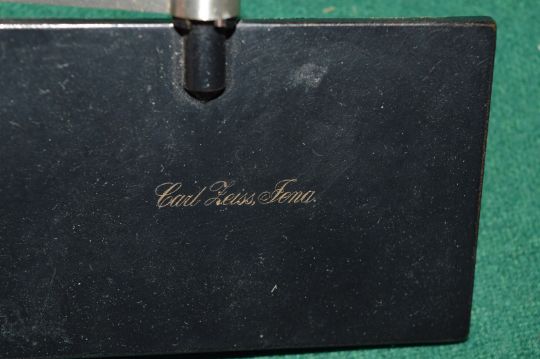 Carl Zeiss, Jena.